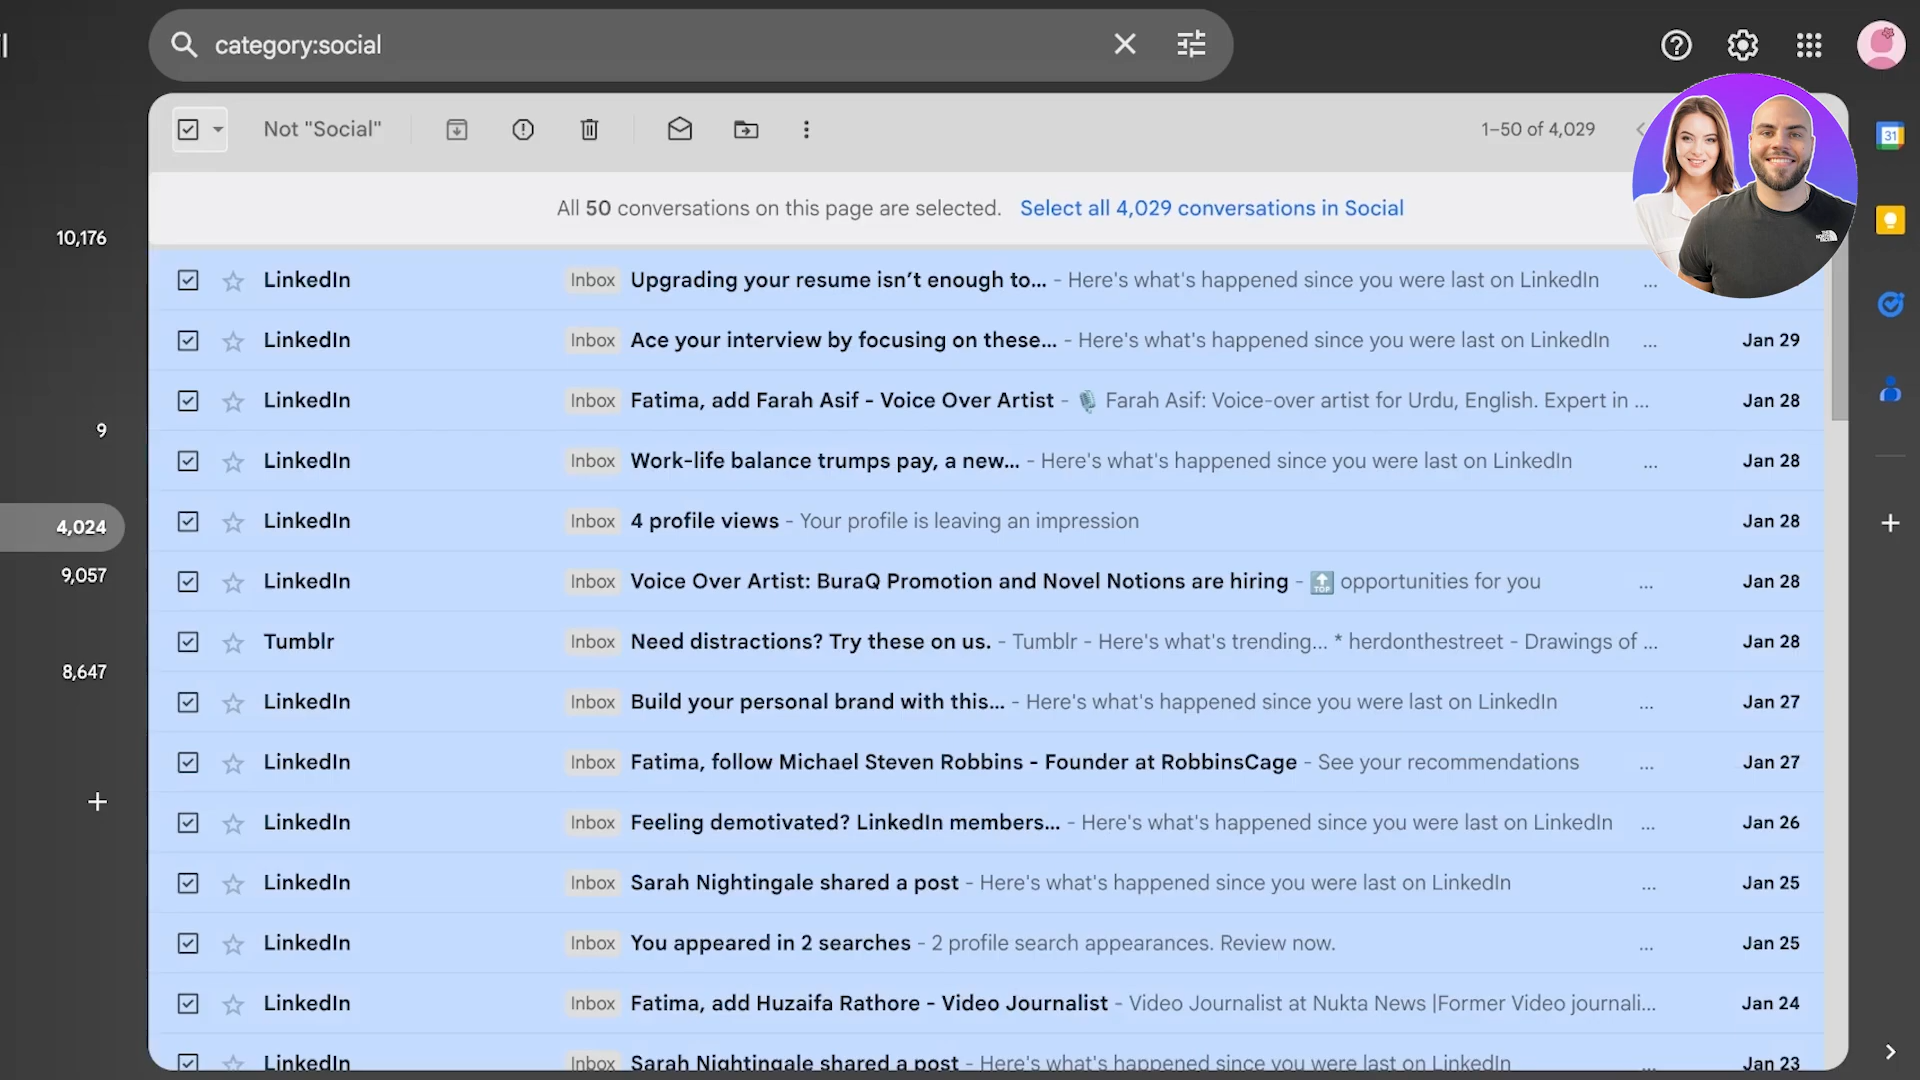 category:social
Not "Social" 1–50 of 4,029
All 50 conversations on this page are selected. Select all 4,029 conversations in Social
10,176
9
4,024
9,057
8,647
LinkedIn Inbox Upgrading your resume isn’t enough to... - Here's what's happened since you were last on LinkedIn ...
LinkedIn Inbox Ace your interview by focusing on these... - Here's what's happened since you were last on LinkedIn ... Jan 29
LinkedIn Inbox Fatima, add Farah Asif - Voice Over Artist - 🎙️ Farah Asif: Voice-over artist for Urdu, English. Expert in ... Jan 28
LinkedIn Inbox Work-life balance trumps pay, a new... - Here's what's happened since you were last on LinkedIn ... Jan 28
LinkedIn Inbox 4 profile views - Your profile is leaving an impression Jan 28
LinkedIn Inbox Voice Over Artist: BuraQ Promotion and Novel Notions are hiring - 🔝 opportunities for you ... Jan 28
Tumblr Inbox Need distractions? Try these on us. - Tumblr - Here's what's trending... * herdonthestreet - Drawings of ... Jan 28
LinkedIn Inbox Build your personal brand with this... - Here's what's happened since you were last on LinkedIn ... Jan 27
LinkedIn Inbox Fatima, follow Michael Steven Robbins - Founder at RobbinsCage - See your recommendations ... Jan 27
LinkedIn Inbox Feeling demotivated? LinkedIn members... - Here's what's happened since you were last on LinkedIn ... Jan 26
LinkedIn Inbox Sarah Nightingale shared a post - Here's what's happened since you were last on LinkedIn ... Jan 25
LinkedIn Inbox You appeared in 2 searches - 2 profile search appearances. Review now. ... Jan 25
LinkedIn Inbox Fatima, add Huzaifa Rathore - Video Journalist - Video Journalist at Nukta News |Former Video journali... Jan 24
LinkedIn Inbox Sarah Nightingale shared a post - Here's what's happened since you were last on LinkedIn ... Jan 23
31
THE NORTH FACE